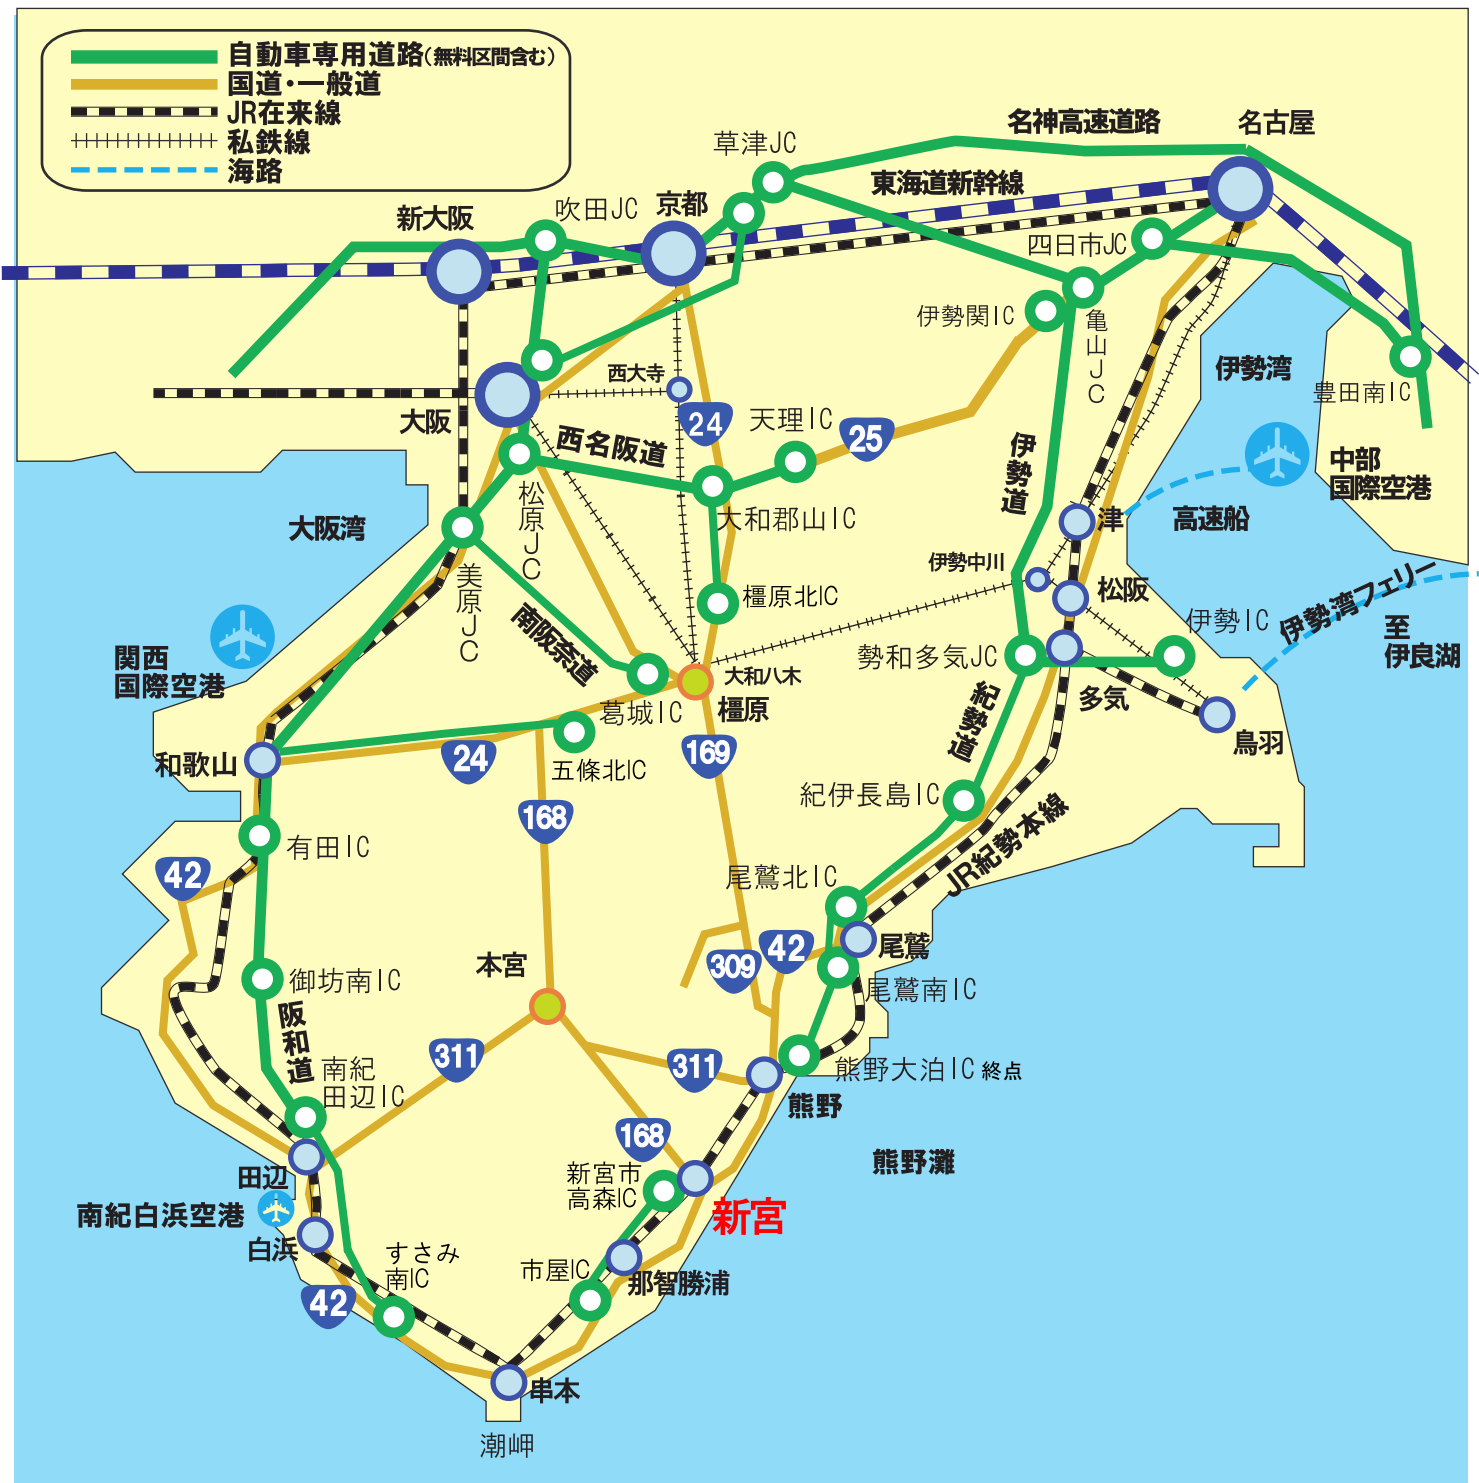 自動車専用道路(無料区間含む)
国道・一般道
JR在来線
私鉄線
海路
名神高速道路
名古屋
草津JC
東海道新幹線
新大阪
吹田JC
京都
四日市JC
伊勢関IC
亀山JC
伊勢湾
豊田南IC
西大寺
大阪
24
天理IC
25
西名阪道
伊勢道
中部
国際空港
松原JC
大和郡山IC
大阪湾
津
高速船
美原JC
伊勢中川
松阪
橿原北IC
南阪奈道
伊勢湾フェリー
伊勢IC
至
伊良湖
関西
国際空港
勢和多気JC
大和八木
橿原
葛城IC
紀勢道
多気
鳥羽
和歌山
24
五條北IC
169
168
紀伊長島IC
JR紀勢本線
有田IC
42
尾鷲北IC
尾鷲
本宮
309
42
御坊南IC
尾鷲南IC
阪和道
311
311
南紀
田辺IC
熊野大泊IC 終点
熊野
168
熊野灘
田辺
新宮市
高森IC
新宮
南紀白浜空港
白浜
すさみ
南IC
市屋IC
那智勝浦
42
串本
潮岬